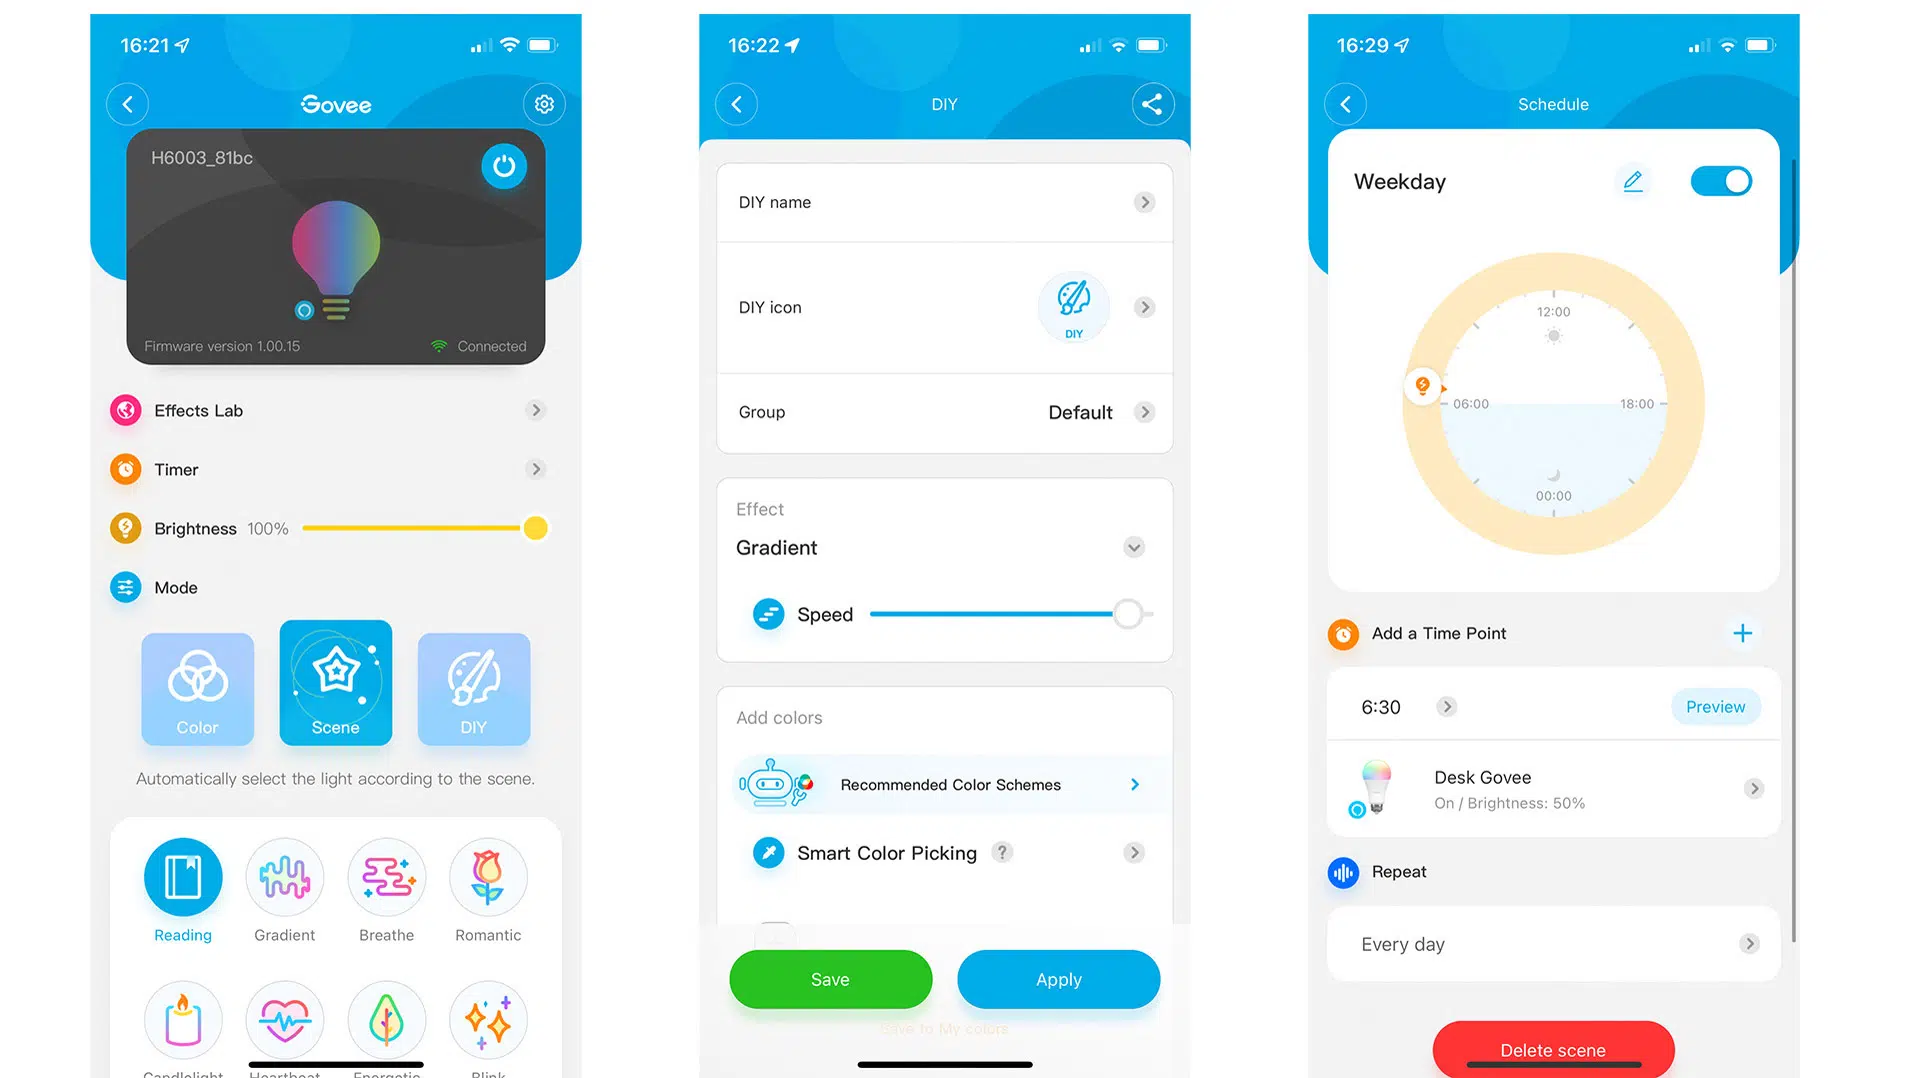 16:21
Govee
H6003_81bc
Firmware version 1.00.15
Connected
Effects Lab
Timer
Brightness 100%
Mode
Color
Scene
DIY
Automatically select the light according to the scene.
Reading
Gradient
Breathe
Romantic
Candlelight
Heartbeat
Energetic
Blink
16:22
DIY
DIY name
DIY icon
DIY
Group
Default
Effect
Gradient
Speed
Add colors
Recommended Color Schemes
Smart Color Picking ?
Save
Apply
Save to My colors
16:29
Schedule
Weekday
12:00
06:00
18:00
00:00
Add a Time Point
6:30
Preview
Desk Govee
On / Brightness: 50%
Repeat
Every day
Delete scene